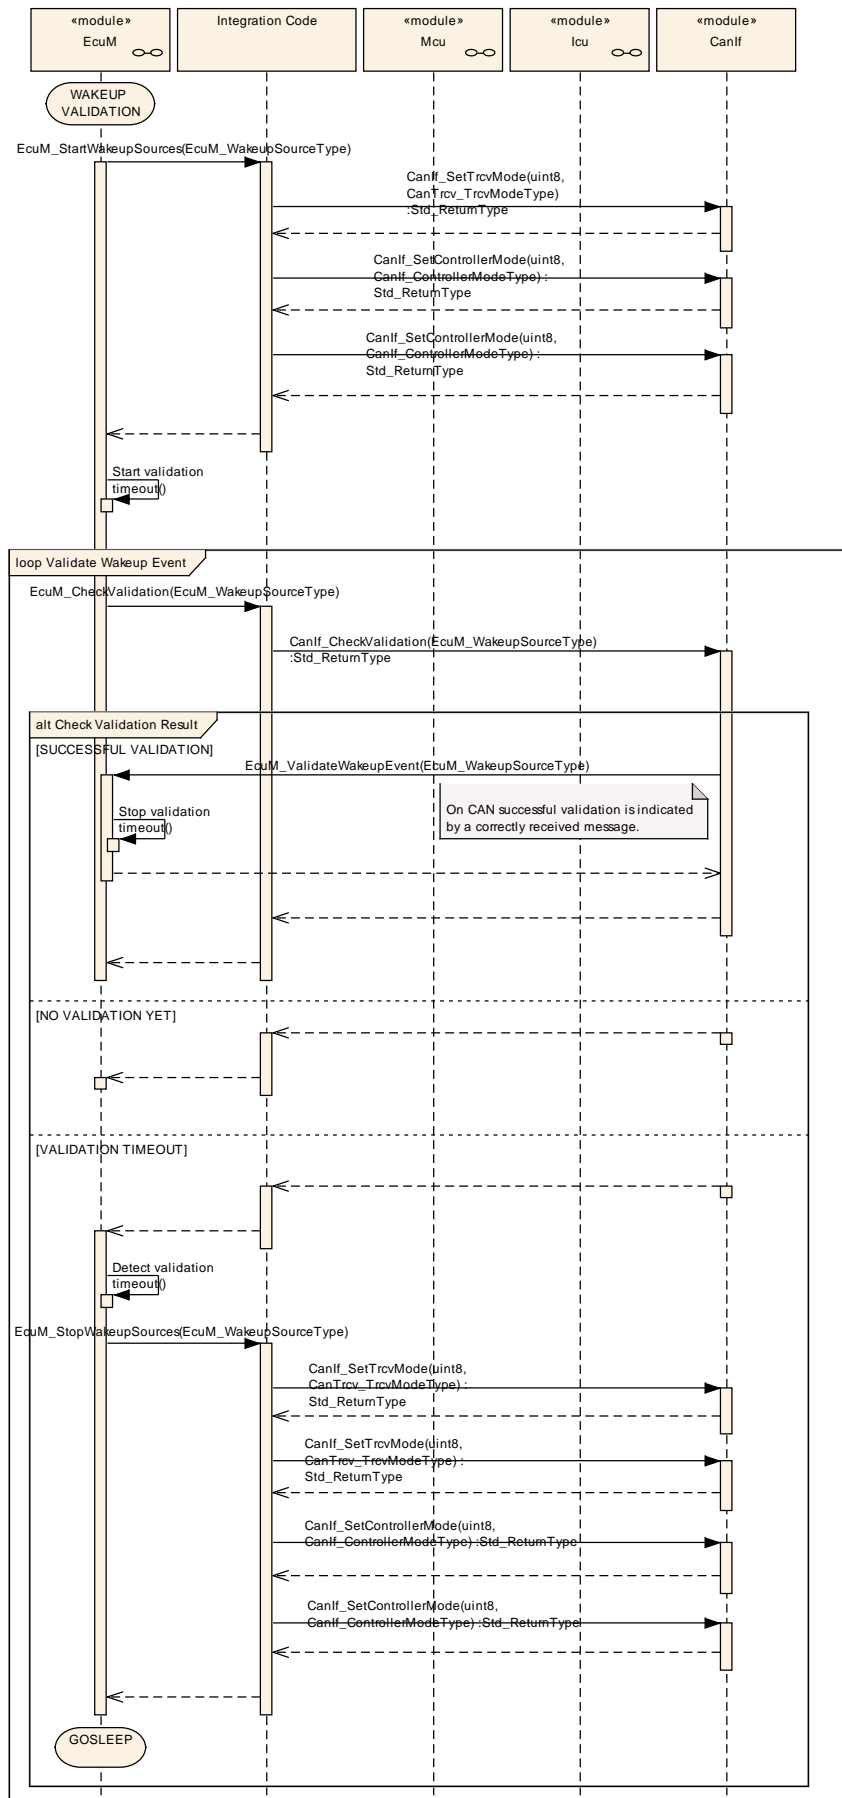 «module»
EcuM
Integration Code
«module»
Mcu
«module»
Icu
«module»
CanIf
WAKEUP
VALIDATION
EcuM_StartWakeupSources(EcuM_WakeupSourceType)
CanIf_SetTrcvMode(uint8,
CanTrcv_TrcvModeType)
:Std_ReturnType
CanIf_SetControllerMode(uint8,
CanIf_ControllerModeType) :
Std_ReturnType
CanIf_SetControllerMode(uint8,
CanIf_ControllerModeType) :
Std_ReturnType
Start validation
timeout()
loop Validate Wakeup Event
EcuM_CheckValidation(EcuM_WakeupSourceType)
CanIf_CheckValidation(EcuM_WakeupSourceType)
:Std_ReturnType
alt Check Validation Result
[SUCCESSFUL VALIDATION]
EcuM_ValidateWakeupEvent(EcuM_WakeupSourceType)
On CAN successful validation is indicated
by a correctly received message.
Stop validation
timeout()
[NO VALIDATION YET]
[VALIDATION TIMEOUT]
Detect validation
timeout()
EcuM_StopWakeupSources(EcuM_WakeupSourceType)
CanIf_SetTrcvMode(uint8,
CanTrcv_TrcvModeType) :
Std_ReturnType
CanIf_SetTrcvMode(uint8,
CanTrcv_TrcvModeType) :
Std_ReturnType
CanIf_SetControllerMode(uint8,
CanIf_ControllerModeType) :Std_ReturnType
CanIf_SetControllerMode(uint8,
CanIf_ControllerModeType) :Std_ReturnType
GOSLEEP